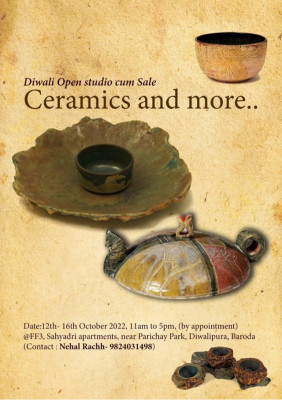 Diwali Open studio cum Sale
Ceramics and more..
Date:12th- 16th October 2022, 11am to 5pm, (by appointment)
@FF3, Sahyadri apartments, near Parichay Park, Diwalipura, Baroda
(Contact : Nehal Rachh- 9824031498)